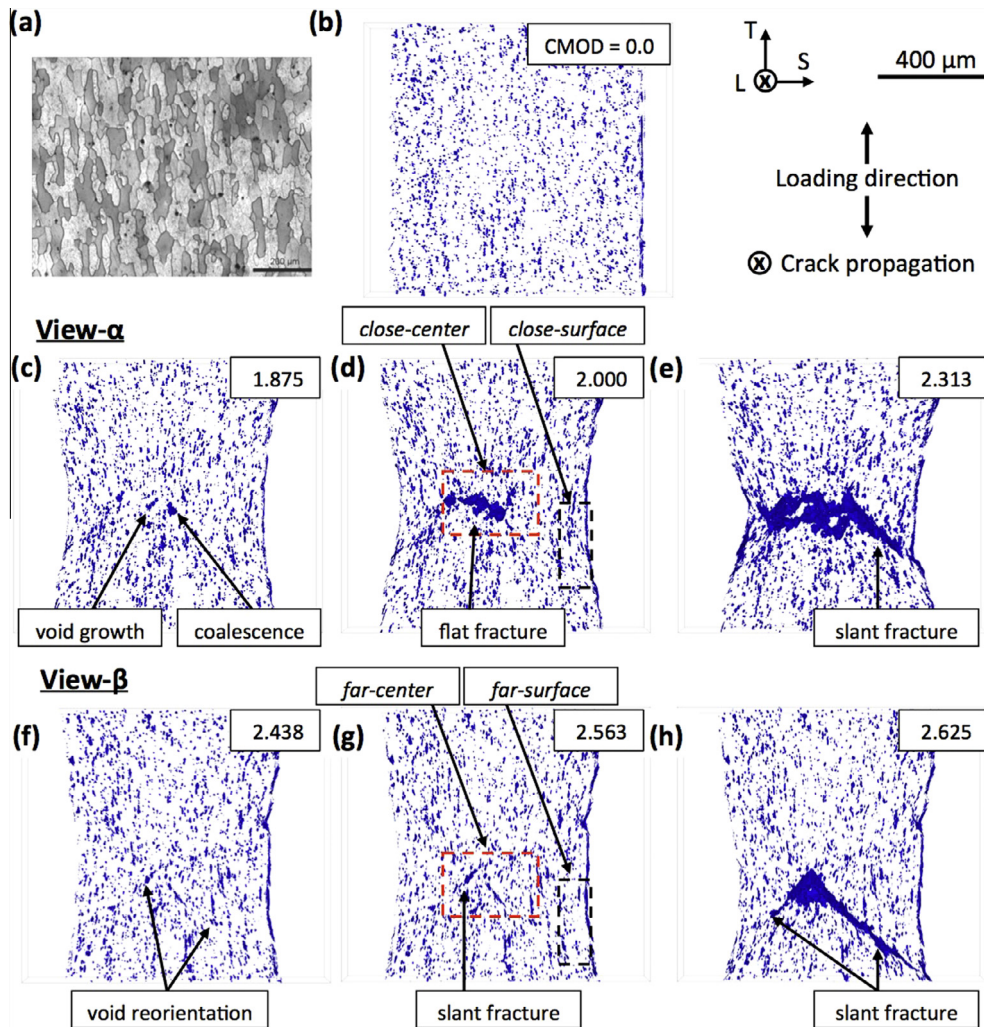 (a)
(b)
CMOD = 0.0
T
S
L
400 μm
Loading direction
Crack propagation
200 μm
View-α
close-center
close-surface
(c)
1.875
(d)
2.000
(e)
2.313
void growth
coalescence
flat fracture
slant fracture
View-β
far-center
far-surface
(f)
2.438
(g)
2.563
(h)
2.625
void reorientation
slant fracture
slant fracture